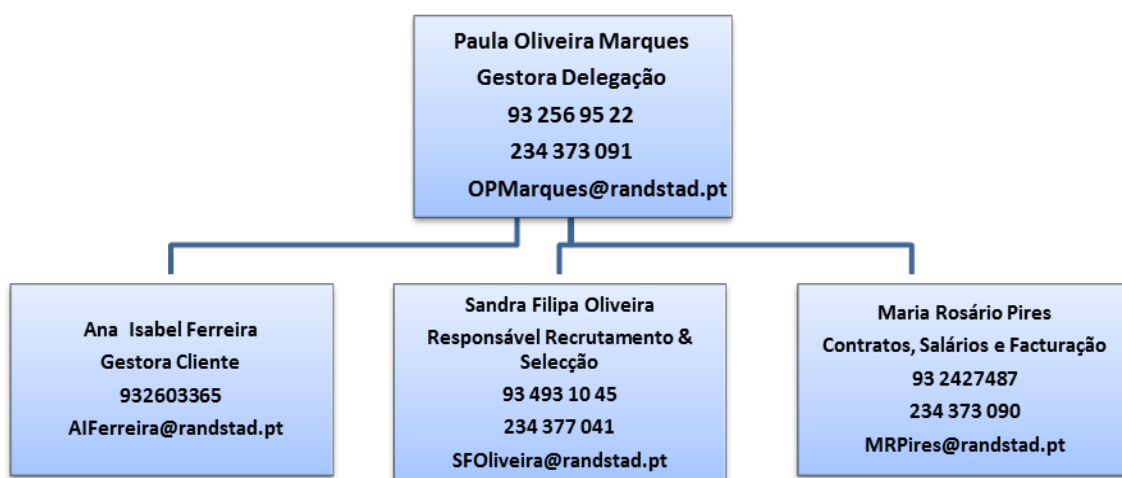 Paula Oliveira Marques
Gestora Delegação
93 256 95 22
234 373 091
OPMarques@randstad.pt
Ana Isabel Ferreira
Gestora Cliente
932603365
AIFerreira@randstad.pt
Sandra Filipa Oliveira
Responsável Recrutamento &
Selecção
93 493 10 45
234 377 041
SFOliveira@randstad.pt
Maria Rosário Pires
Contratos, Salários e Facturação
93 2427487
234 373 090
MRPires@randstad.pt